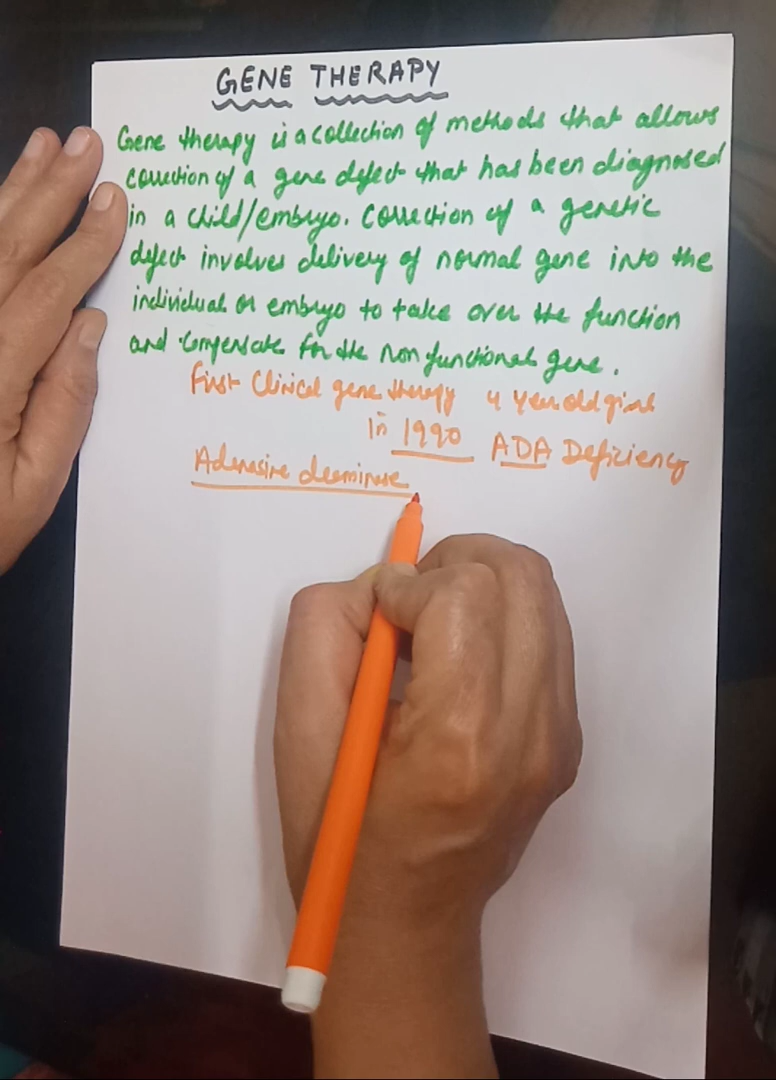 GENE THERAPY
Gene therapy is a collection of methods that allows
correction of a gene defect that has been diagnosed
in a child/embryo. Correction of a genetic
defect involves delivery of normal gene into the
individual or embryo to take over the function
and compensate for the non functional gene.
First Clinical gene therapy 4 year old girl
in 1990 ADA Deficiency
Adenosine deaminase